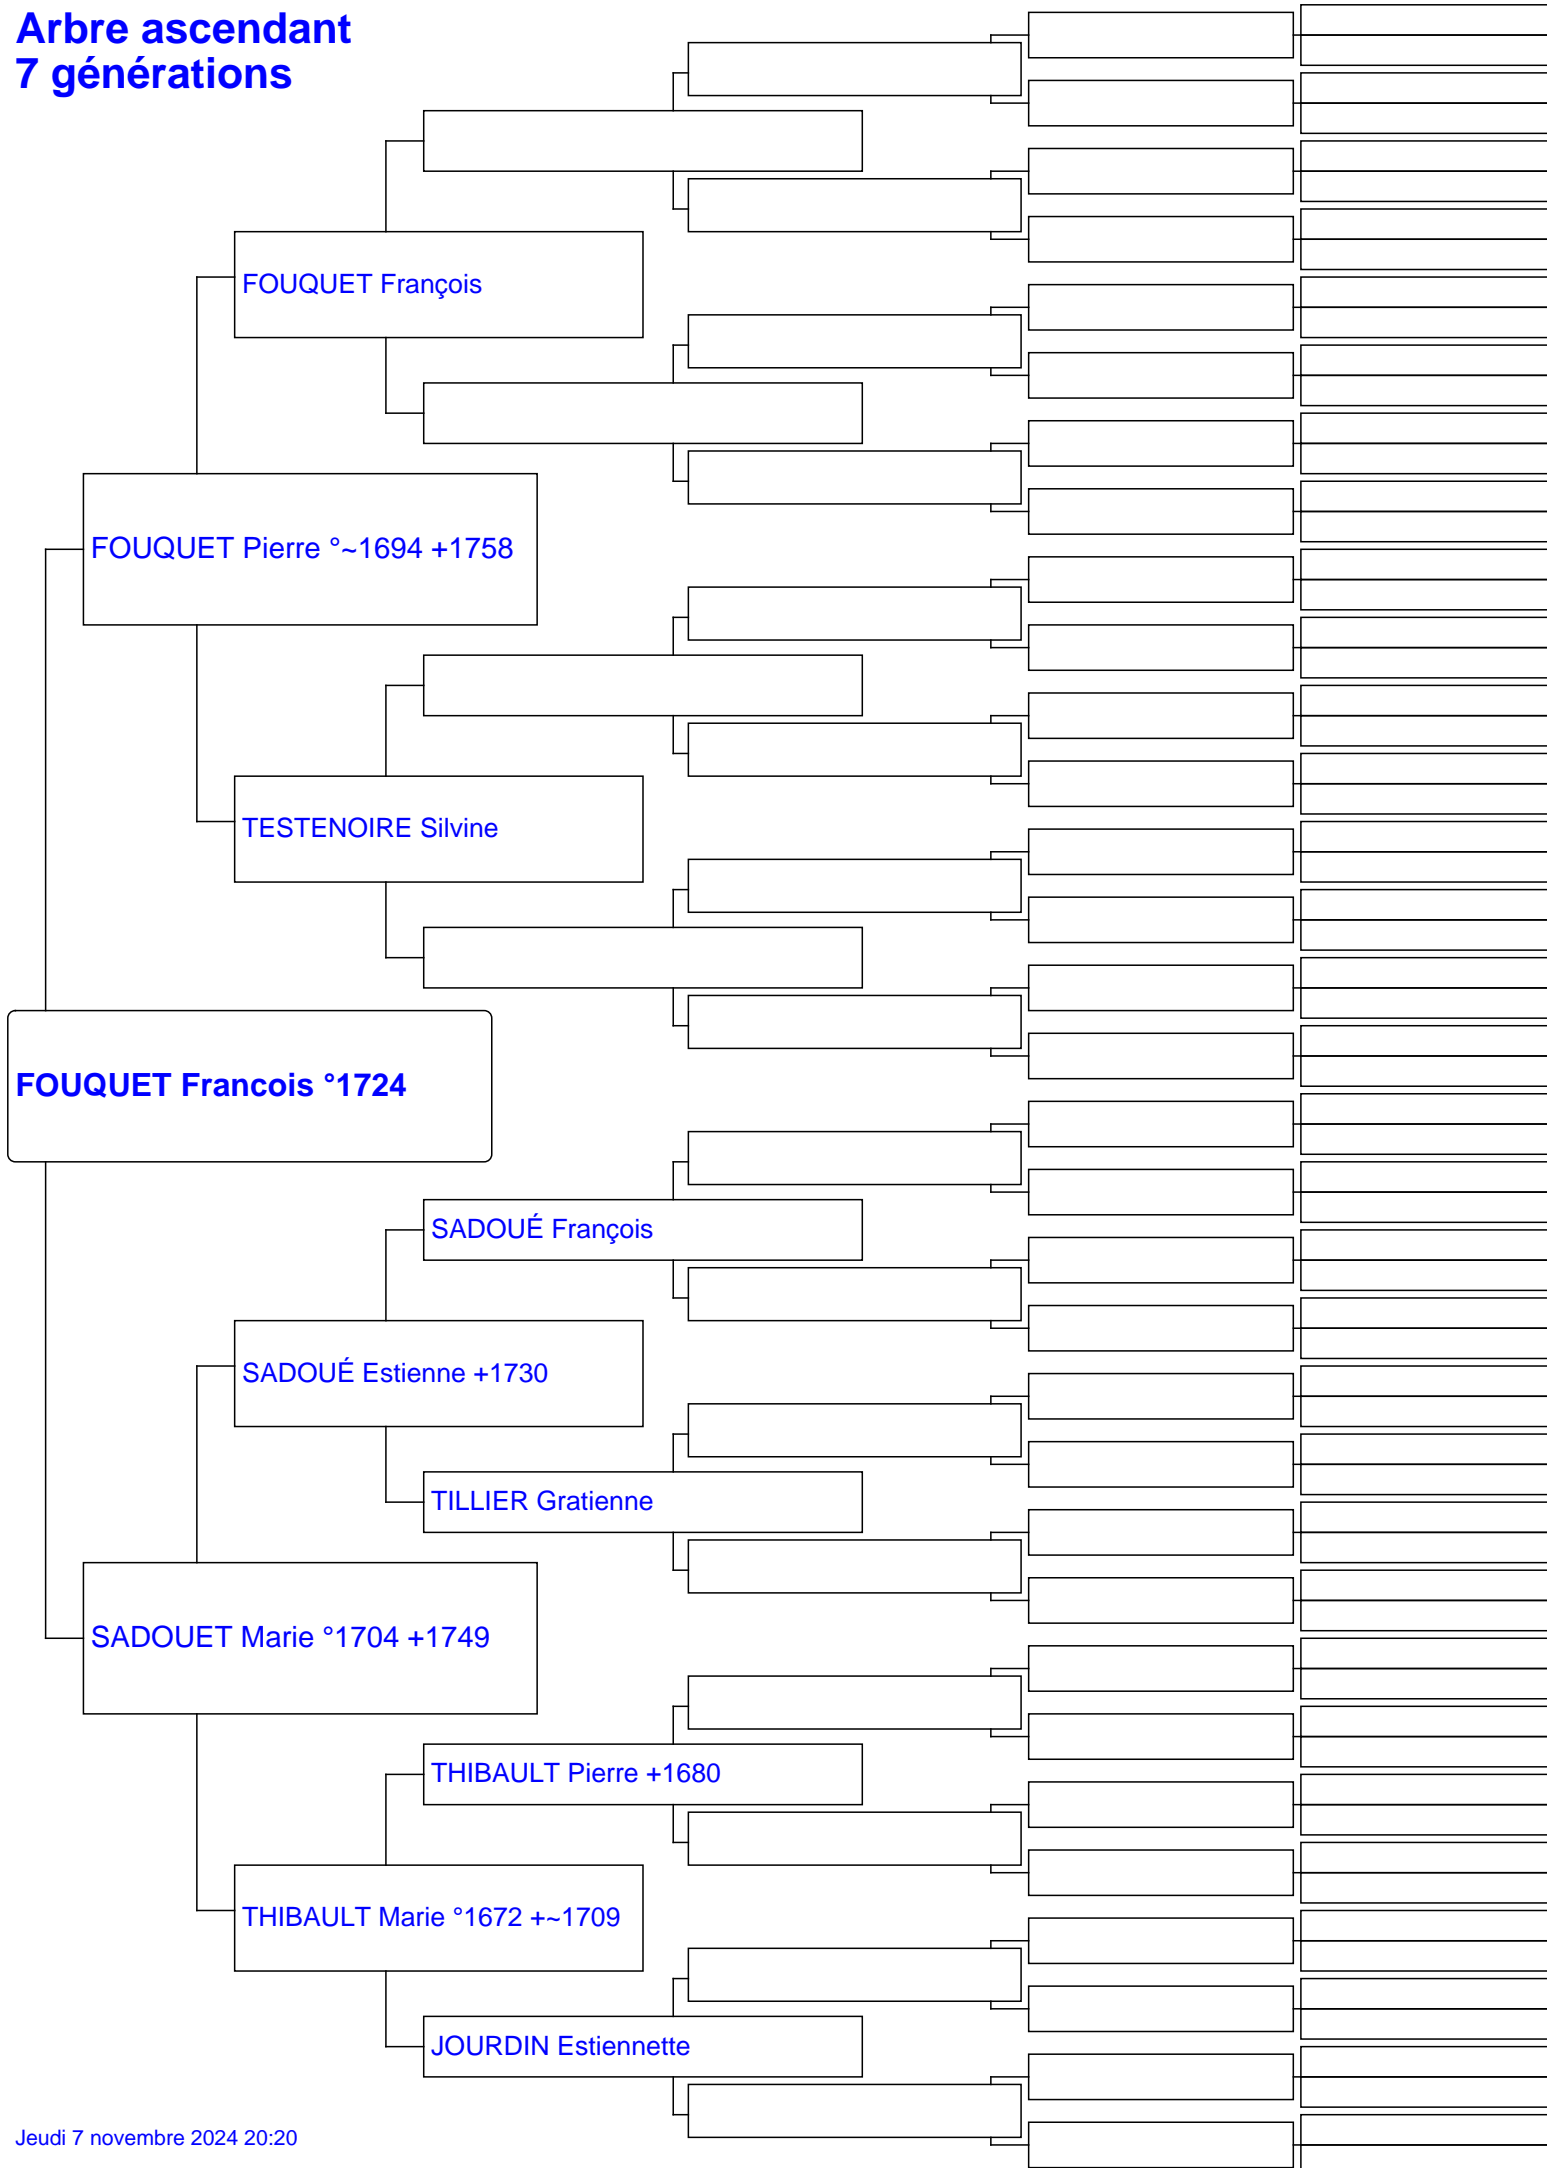 Arbre ascendant
7 générations
FOUQUET François
FOUQUET Pierre °~1694 +1758
TESTENOIRE Silvine
FOUQUET Francois °1724
SADOUÉ François
SADOUÉ Estienne +1730
TILLIER Gratienne
SADOUET Marie °1704 +1749
THIBAULT Pierre +1680
THIBAULT Marie °1672 +~1709
JOURDIN Estiennette
Jeudi 7 novembre 2024 20:20